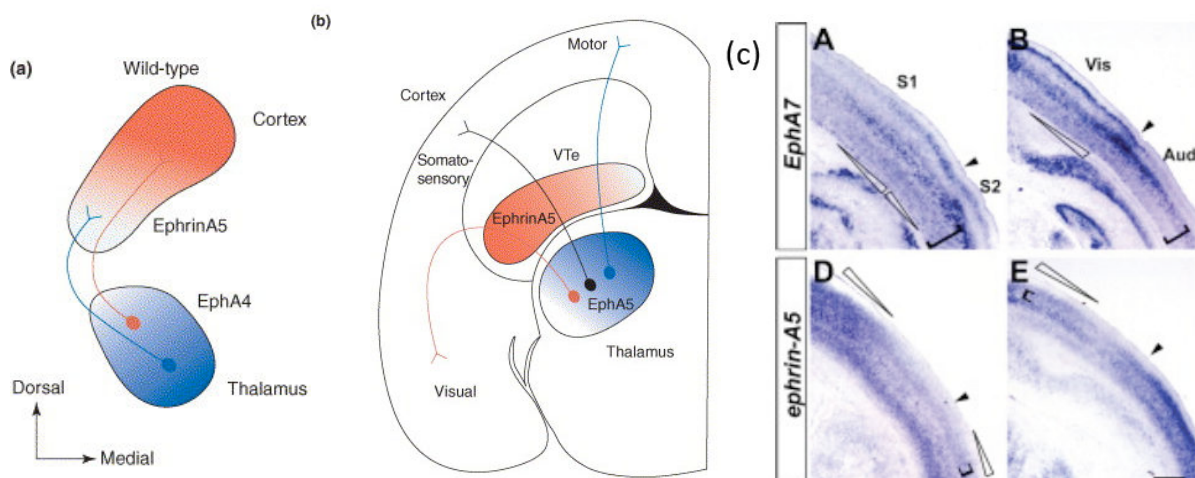 (a)
Wild-type
Cortex
EphrinA5
EphA4
Thalamus
Dorsal
Medial
(b)
Motor
Cortex
Somato-
sensory
VTe
EphrinA5
EphA5
Thalamus
Visual
(c)
EphA7
A
S1
S2
B
Vis
Aud
ephrin-A5
D
E